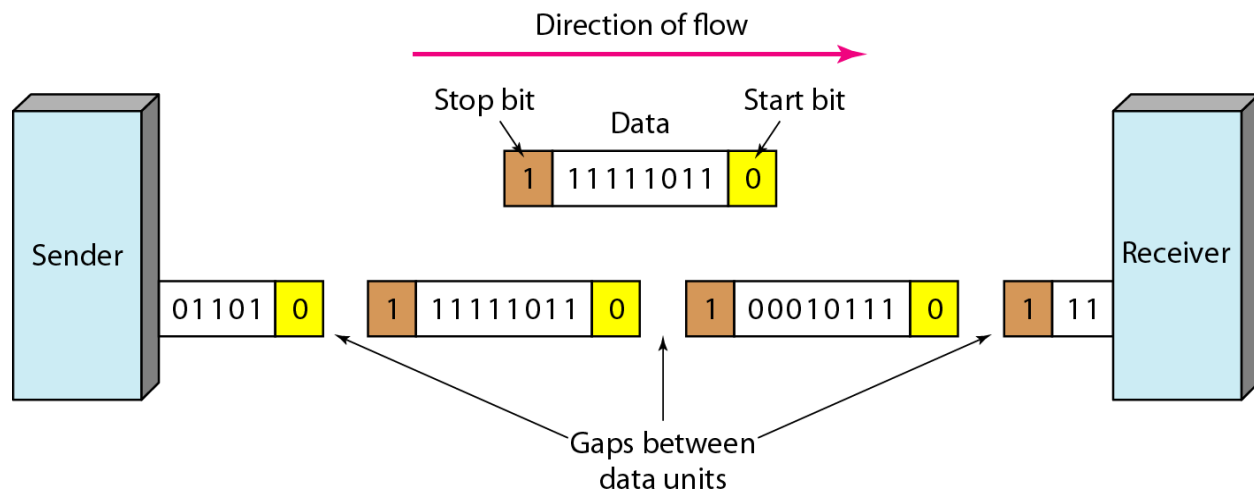 Direction of flow
Stop bit
Start bit
Data
1 11111011 0
Sender
Receiver
01101 0
1 11111011 0
1 00010111 0
1 11
Gaps between
data units